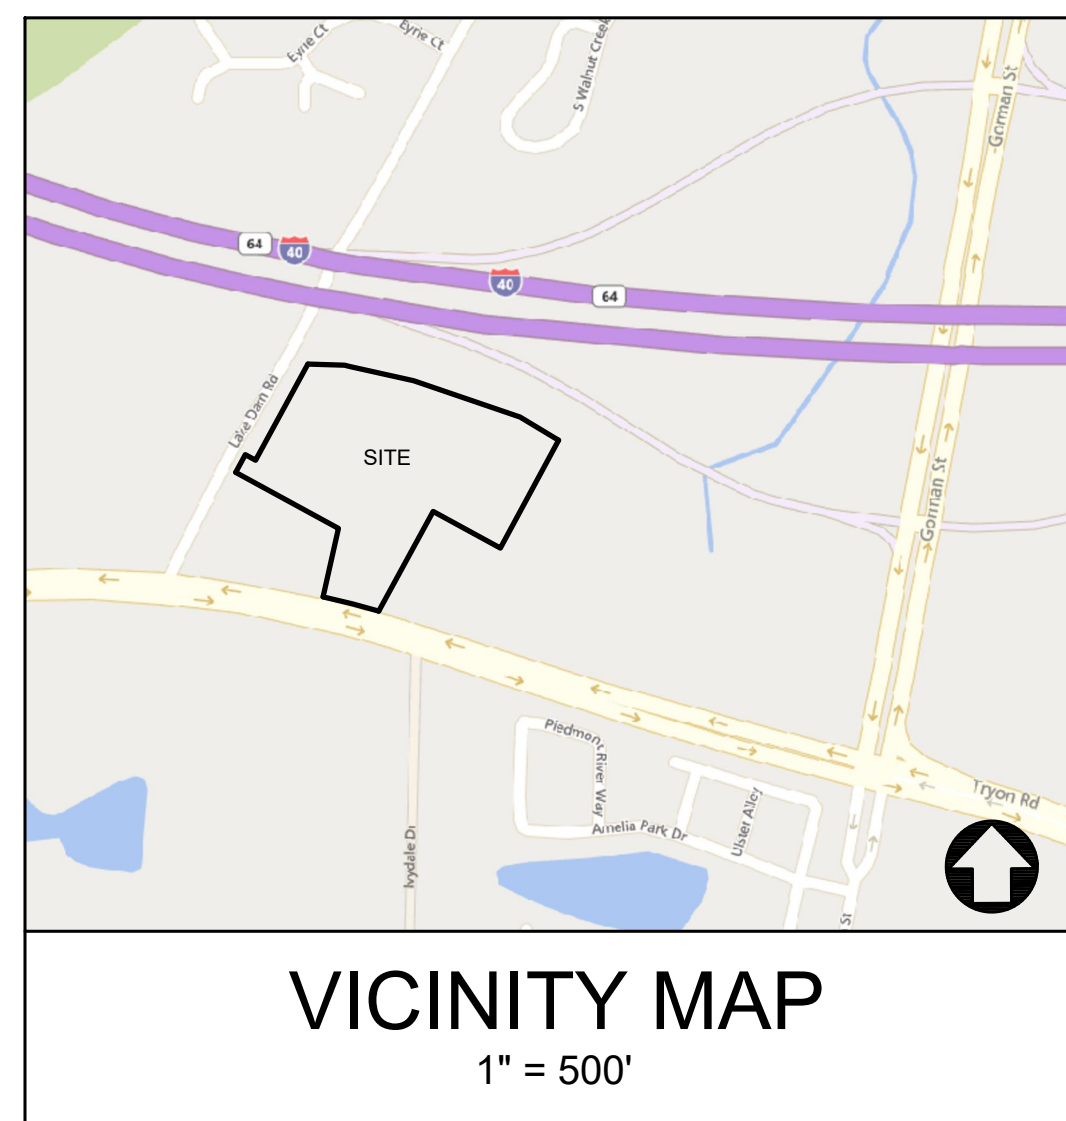 Eyrie Ct
Eyrie Ct
S Walnut Creek
Gorman St
64
40
40
64
Lake Dam Rd
SITE
Gorman St
Piedmont River Way
Tryon Rd
Ulster Alley
Amelia Park Dr
Ivydale Dr
St
VICINITY MAP
1" = 500'